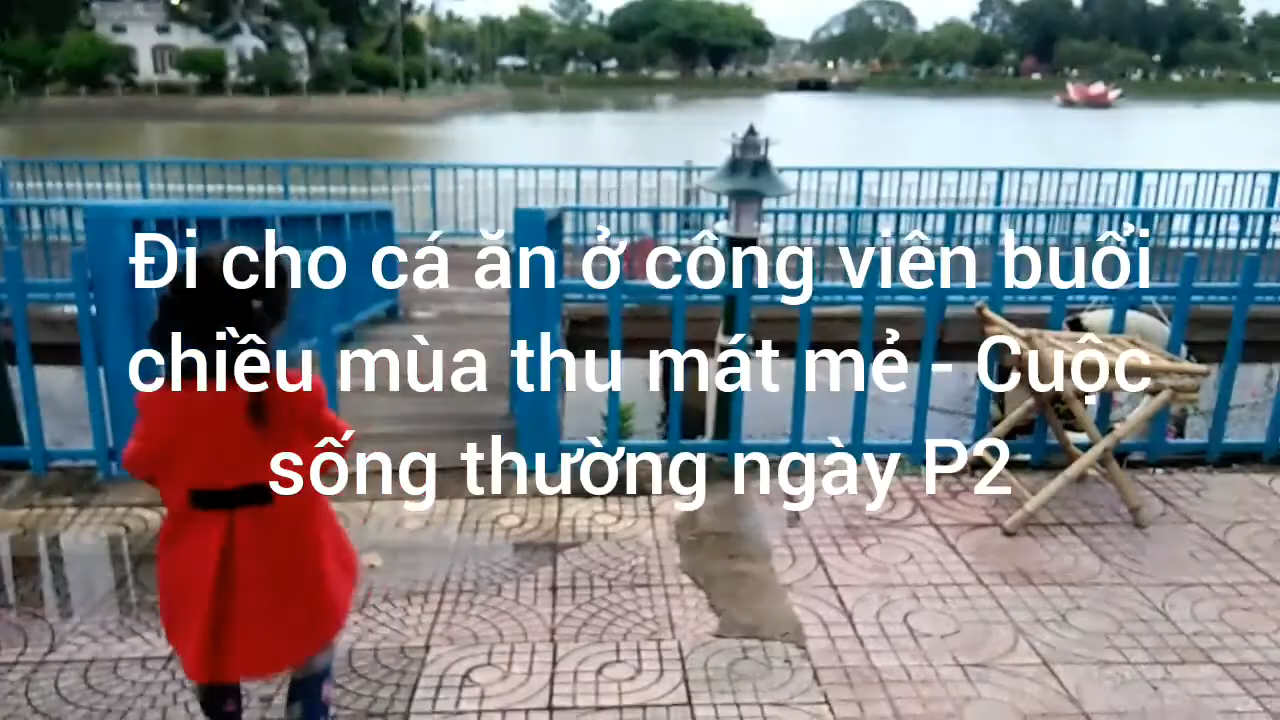 Đi cho cá ăn ở công viên buổi
chiều mùa thu mát mẻ - Cuộc
sống thường ngày P2